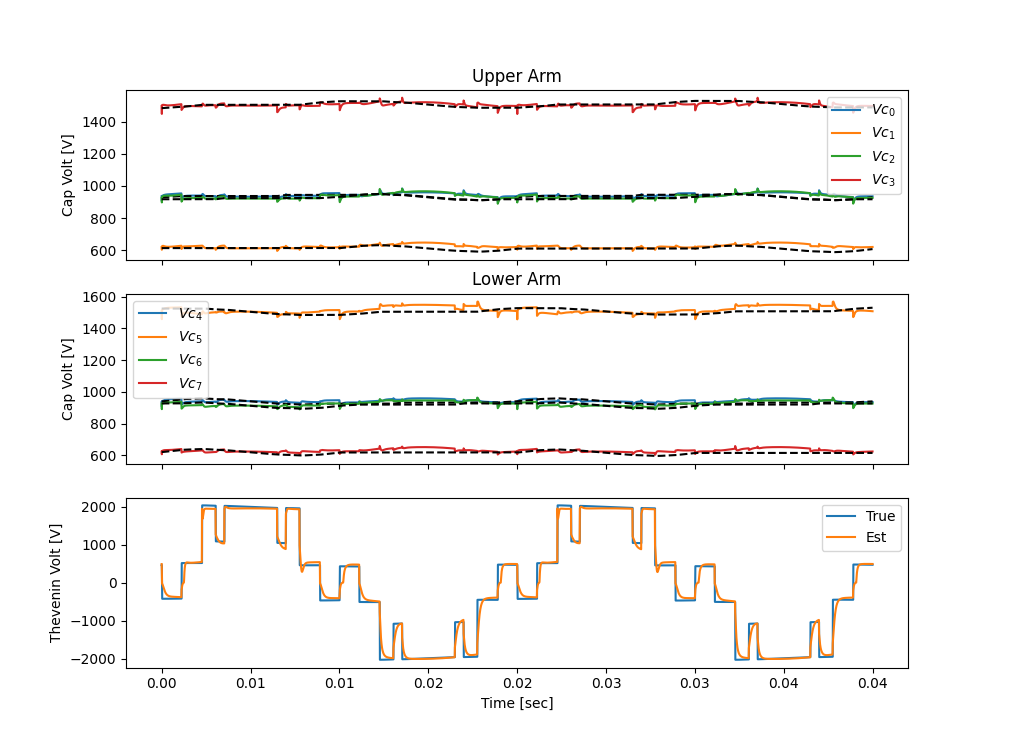 Upper Arm
Cap Volt [V]
1400
1200
1000
800
600
Vc0
Vc1
Vc2
Vc3
Lower Arm
Cap Volt [V]
1600
1400
1200
1000
800
600
Vc4
Vc5
Vc6
Vc7
Thevenin Volt [V]
2000
1000
0
−1000
−2000
True
Est
0.00 0.01 0.01 0.02 0.02 0.03 0.03 0.04 0.04
Time [sec]